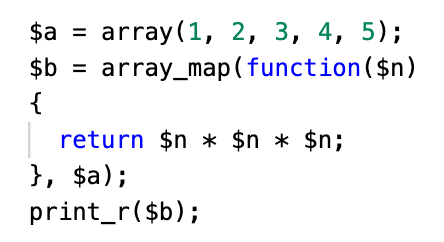 $a = array(1, 2, 3, 4, 5);
$b = array_map(function($n)
{
  return $n * $n * $n;
}, $a);
print_r($b);